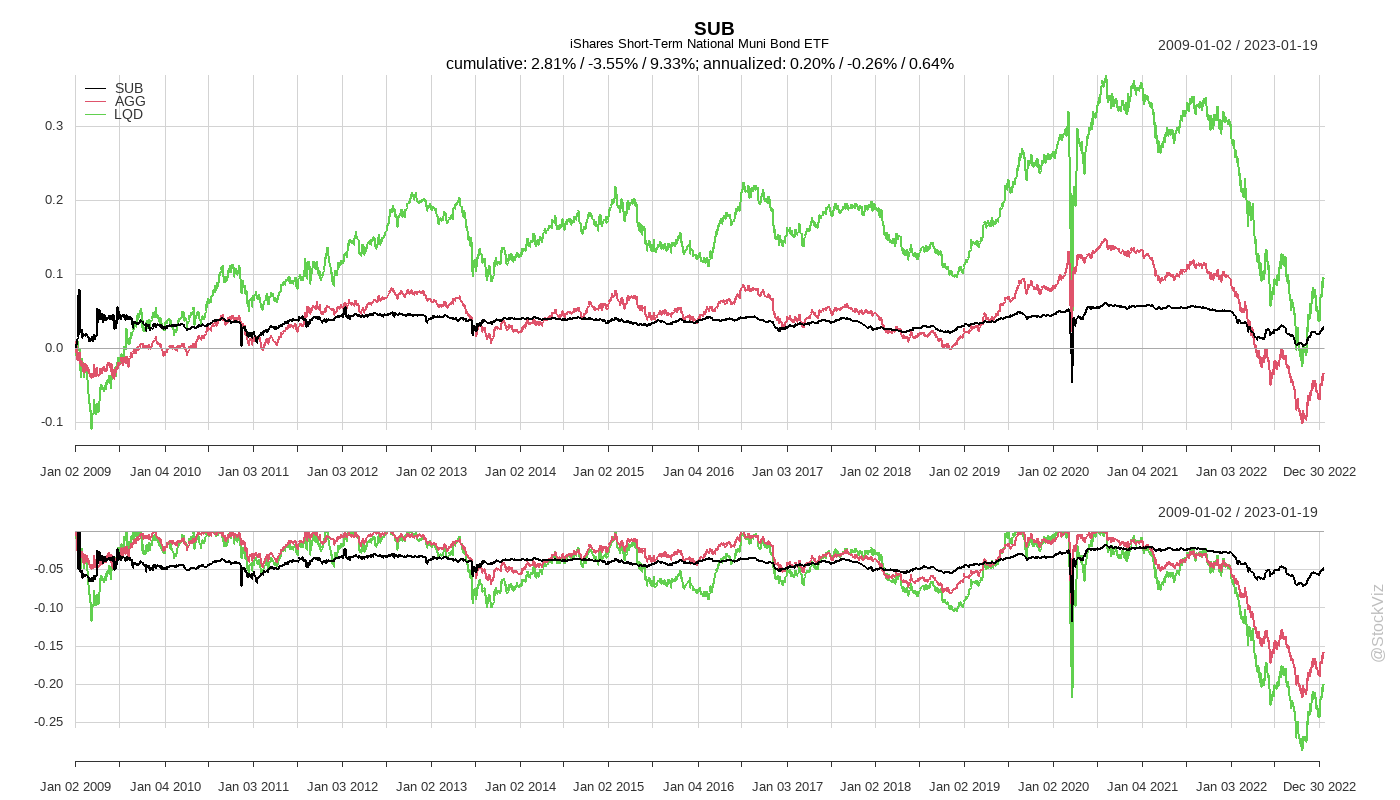 SUB
iShares Short-Term National Muni Bond ETF
2009-01-02 / 2023-01-19
cumulative: 2.81% / -3.55% / 9.33%; annualized: 0.20% / -0.26% / 0.64%
SUB
AGG
LQD
0.3
0.2
0.1
0.0
-0.1
Jan 02 2009 Jan 04 2010 Jan 03 2011 Jan 03 2012 Jan 02 2013 Jan 02 2014 Jan 02 2015 Jan 04 2016 Jan 03 2017 Jan 02 2018 Jan 02 2019 Jan 02 2020 Jan 04 2021 Jan 03 2022 Dec 30 2022
2009-01-02 / 2023-01-19
-0.05
-0.10
-0.15
-0.20
-0.25
Jan 02 2009 Jan 04 2010 Jan 03 2011 Jan 03 2012 Jan 02 2013 Jan 02 2014 Jan 02 2015 Jan 04 2016 Jan 03 2017 Jan 02 2018 Jan 02 2019 Jan 02 2020 Jan 04 2021 Jan 03 2022 Dec 30 2022
@StockViz